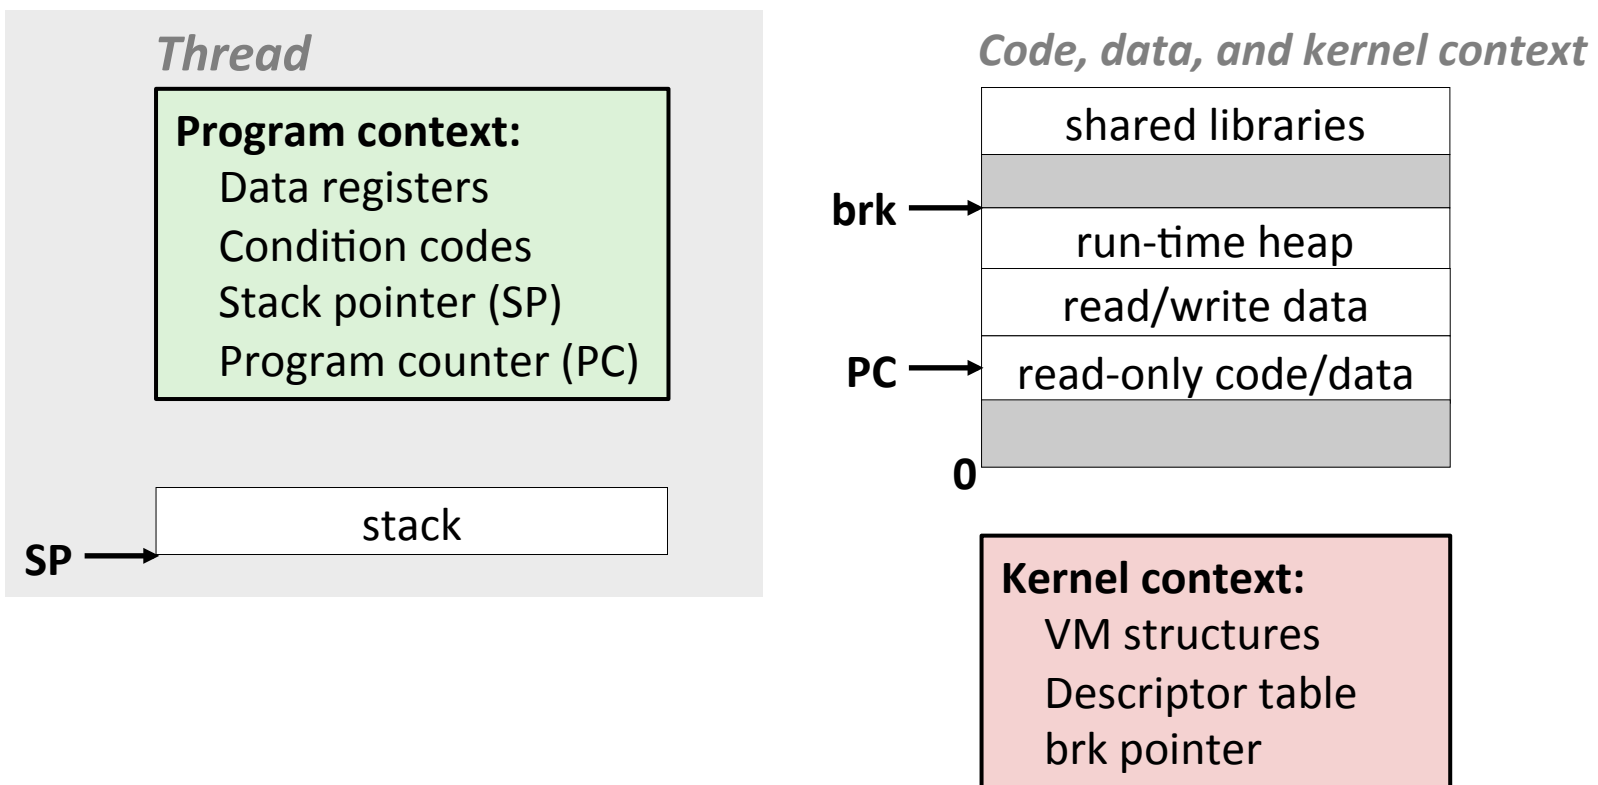 Thread
Program context:
Data registers
Condition codes
Stack pointer (SP)
Program counter (PC)
stack
SP
Code, data, and kernel context
shared libraries
brk
run-time heap
read/write data
PC
read-only code/data
0
Kernel context:
VM structures
Descriptor table
brk pointer